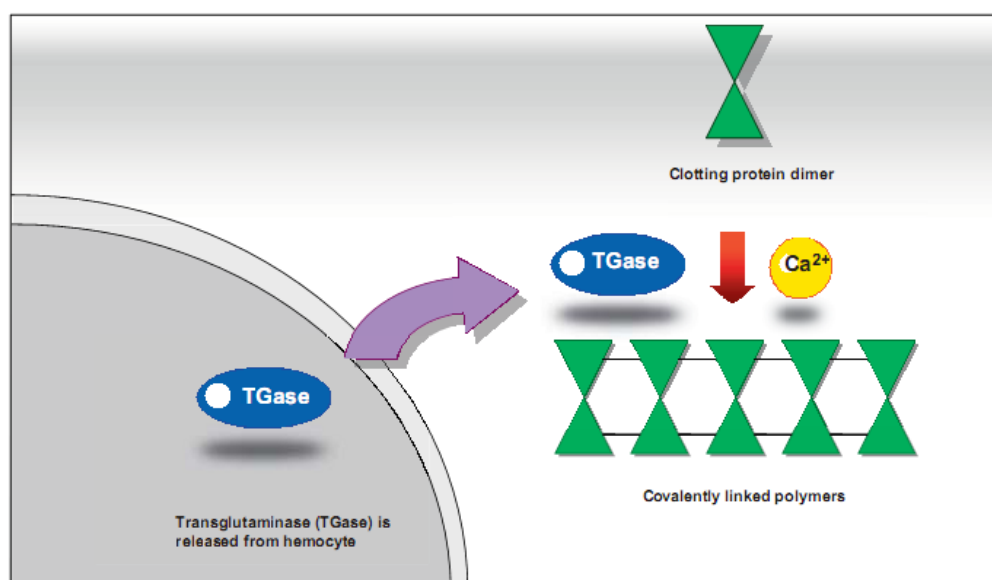 Clotting protein dimer
TGase
Ca²⁺
TGase
Covalently linked polymers
Transglutaminase (TGase) is
released from hemocyte